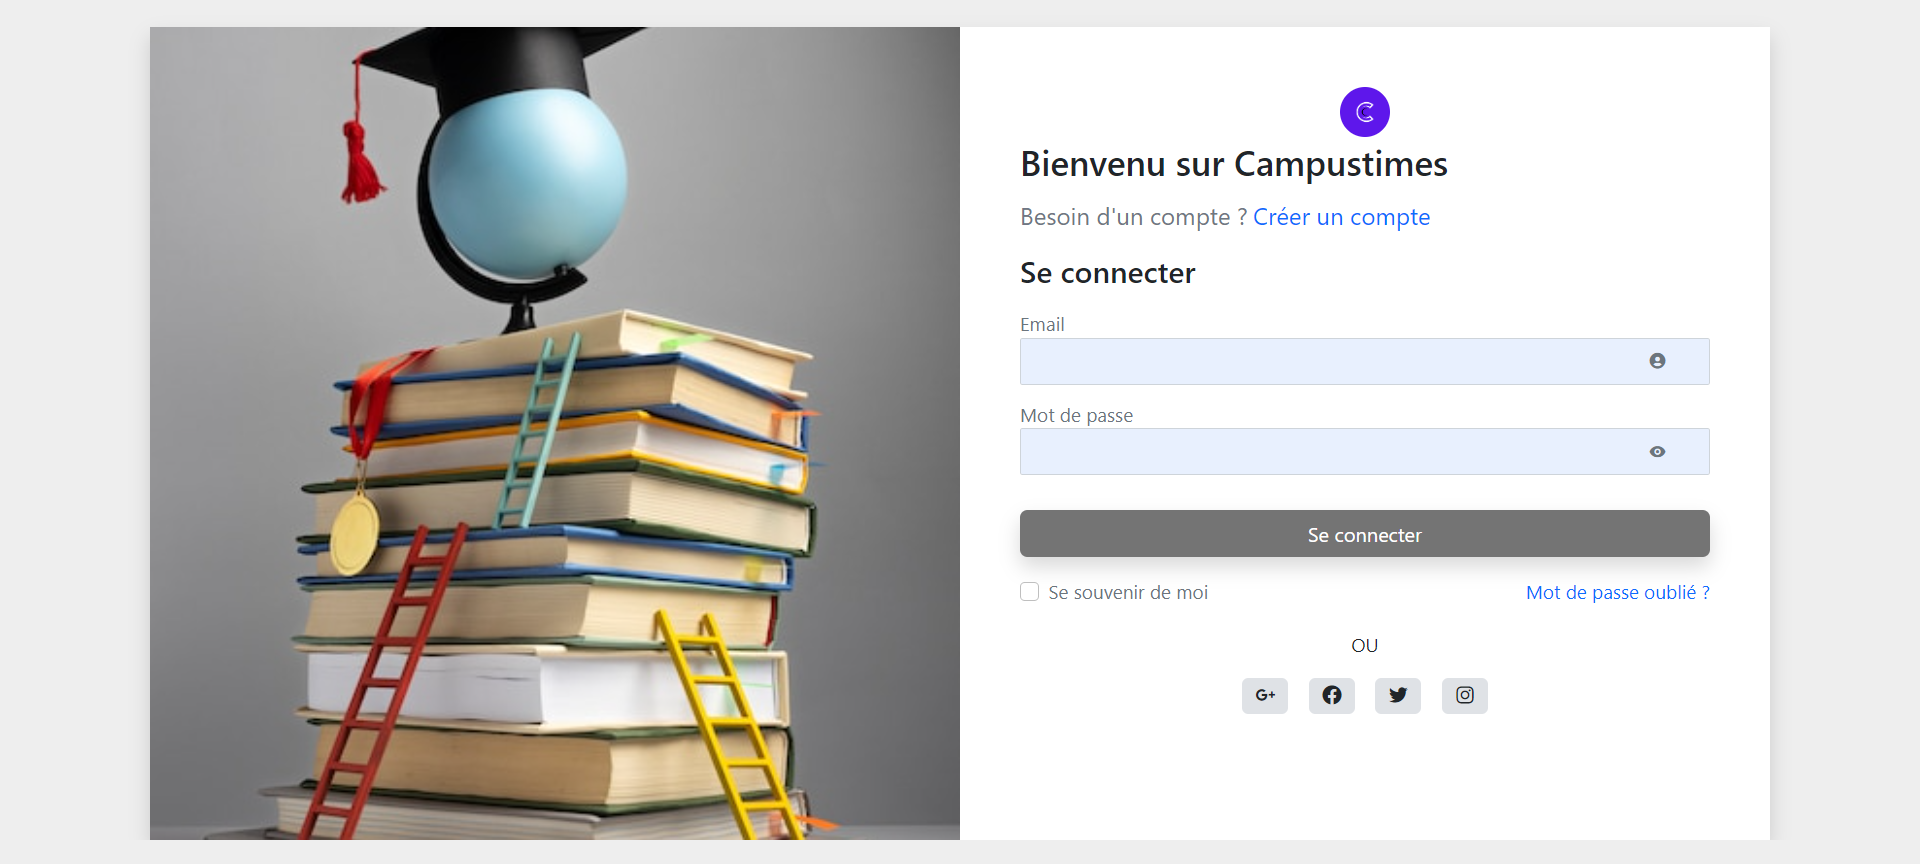 C
Bienvenu sur Campustimes
Besoin d'un compte ? Créer un compte
Se connecter
Email
Mot de passe
Se connecter
Se souvenir de moi
Mot de passe oublié ?
OU
G+